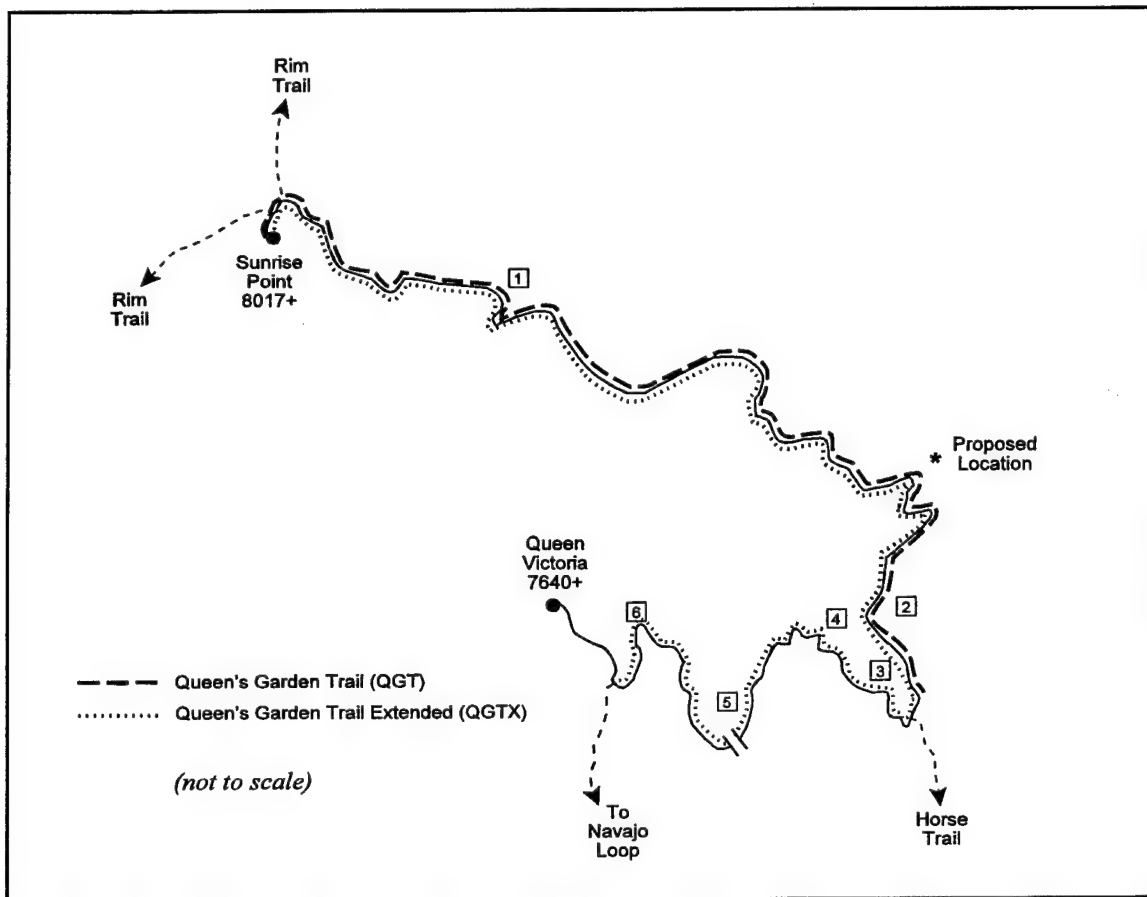 Rim
Trail
Sunrise
Point
8017+
Rim
Trail
1
* Proposed
Location
Queen
Victoria
7640+
2
6
4
3
5
Queen's Garden Trail (QGT)
Queen's Garden Trail Extended (QGTX)
(not to scale)
To
Navajo
Loop
Horse
Trail